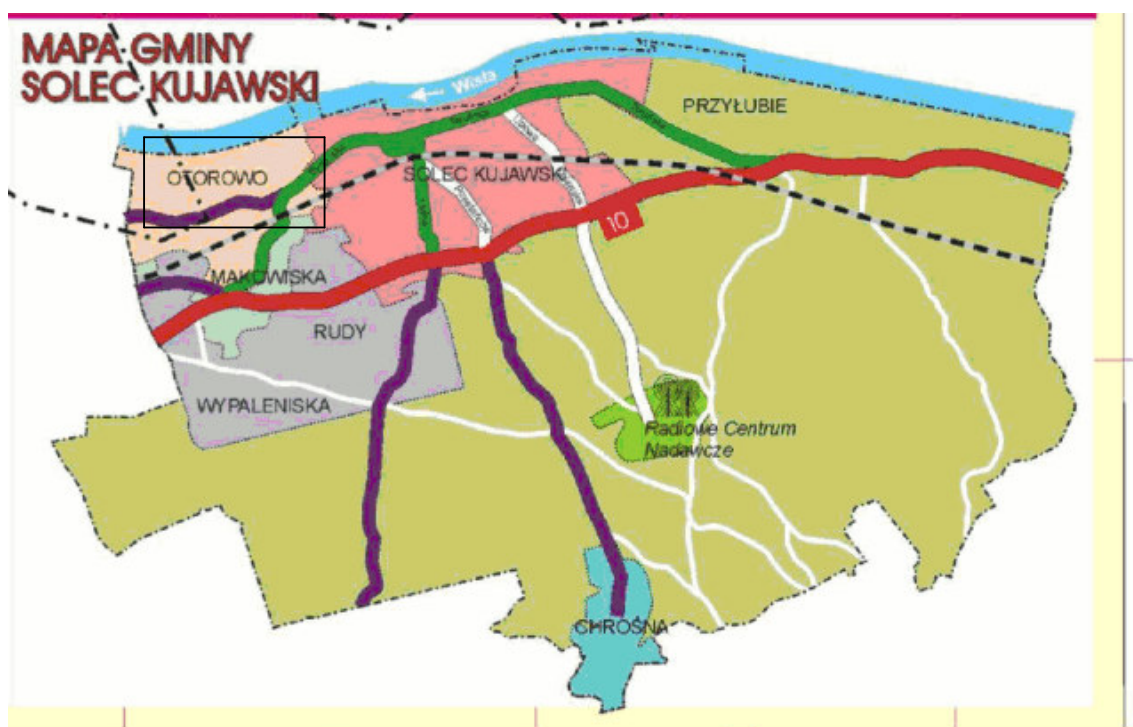 MAPA GMINY
SOLEC KUJAWSKI
Wisła
PRZYŁUBIE
OTOROWO
SOLEC KUJAWSKI
10
MAKOWISKA
RUDY
WYPALENISKA
Radiowe Centrum
Nadawcze
CHROŚNA